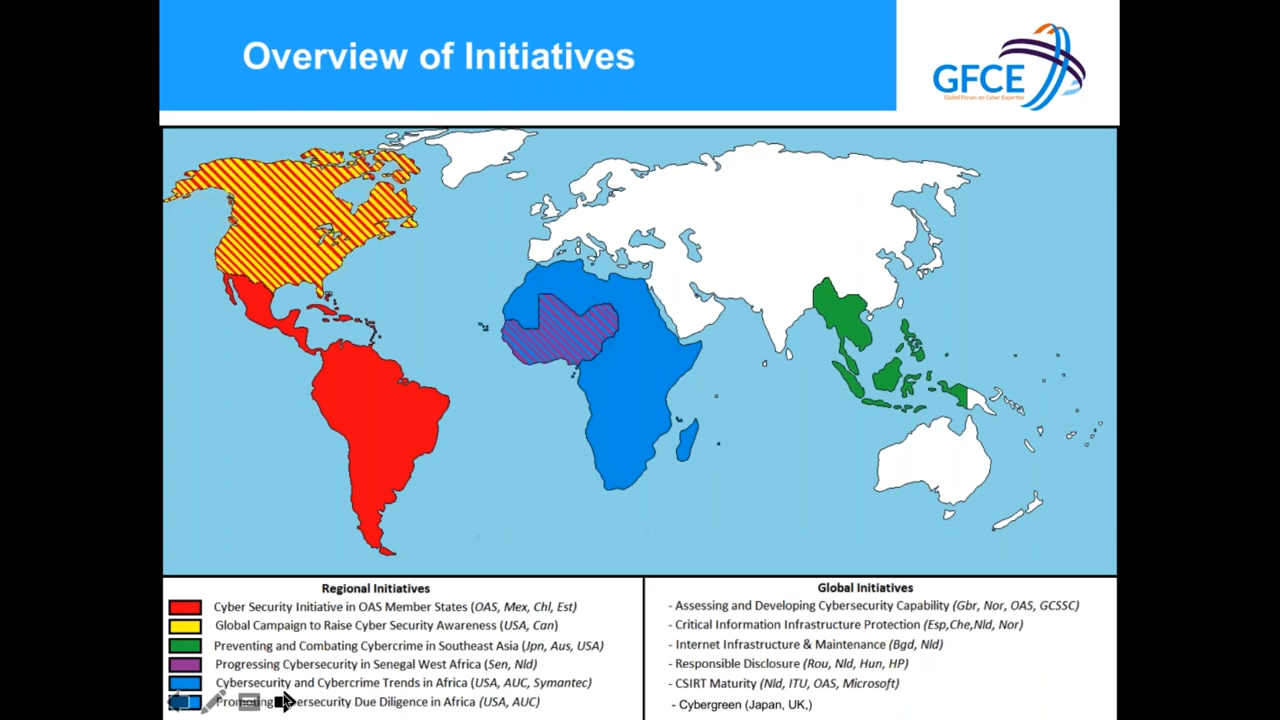 Overview of Initiatives
GFCE
Global Forum on Cyber Expertise
Regional Initiatives
Cyber Security Initiative in OAS Member States (OAS, Mex, Chl, Est)
Global Campaign to Raise Cyber Security Awareness (USA, Can)
Preventing and Combating Cybercrime in Southeast Asia (Jpn, Aus, USA)
Progressing Cybersecurity in Senegal West Africa (Sen, Nld)
Cybersecurity and Cybercrime Trends in Africa (USA, AUC, Symantec)
Promoting Cybersecurity Due Diligence in Africa (USA, AUC)
Global Initiatives
- Assessing and Developing Cybersecurity Capability (Gbr, Nor, OAS, GCSSC)
- Critical Information Infrastructure Protection (Esp,Che,Nld, Nor)
- Internet Infrastructure & Maintenance (Bgd, Nld)
- Responsible Disclosure (Rou, Nld, Hun, HP)
- CSIRT Maturity (Nld, ITU, OAS, Microsoft)
- Cybergreen (Japan, UK,)